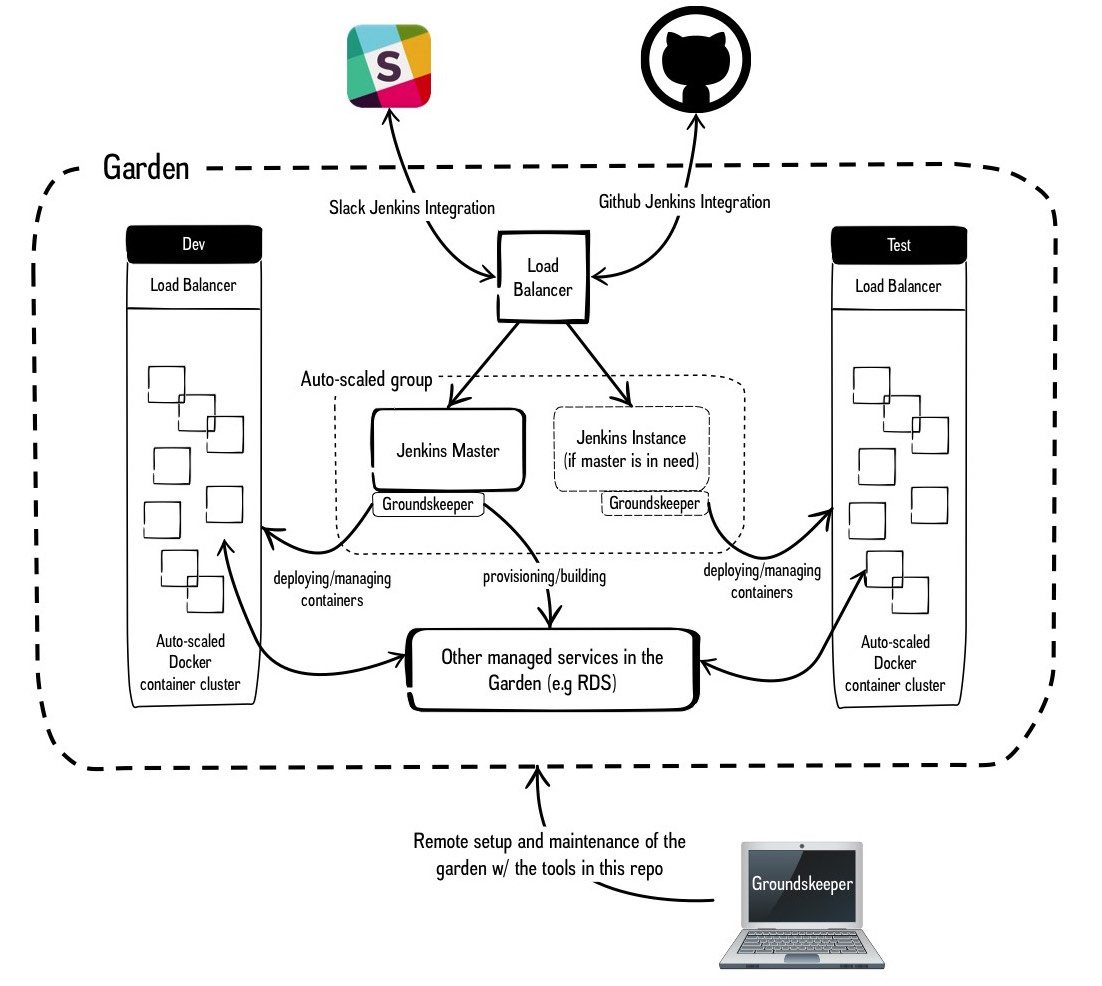 S
Garden
Slack Jenkins Integration
Github Jenkins Integration
Dev
Load Balancer
Load
Balancer
Test
Load Balancer
Auto-scaled group
Jenkins Master
Groundskeeper
Jenkins Instance
(if master is in need)
Groundskeeper
deploying/managing
containers
provisioning/building
deploying/managing
containers
Auto-scaled
Docker
container cluster
Other managed services in the
Garden (e.g RDS)
Auto-scaled
Docker
container cluster
Remote setup and maintenance of the
garden w/ the tools in this repo
Groundskeeper